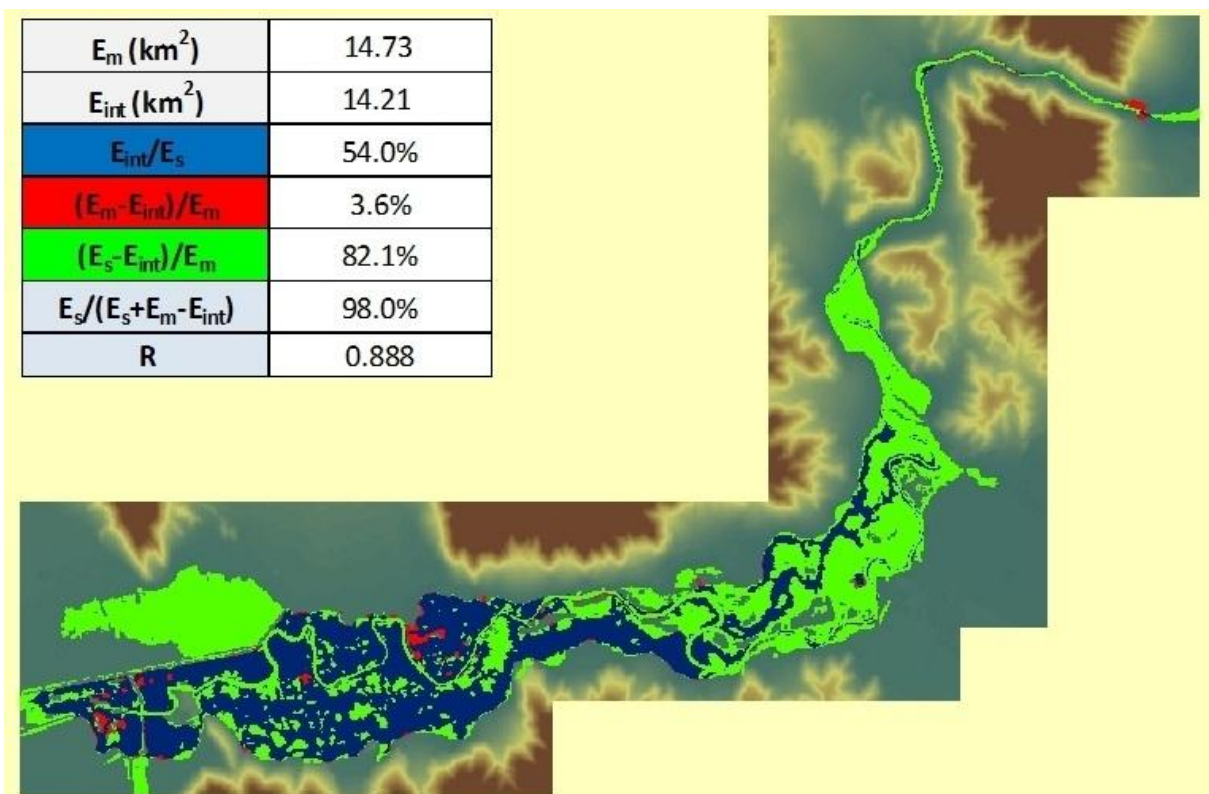 Eₘ (km²) 14.73
Eᵢₙₜ (km²) 14.21
Eᵢₙₜ/Eₛ 54.0%
(Eₘ-Eᵢₙₜ)/Eₘ 3.6%
(Eₛ-Eᵢₙₜ)/Eₘ 82.1%
Eₛ/(Eₛ+Eₘ-Eᵢₙₜ) 98.0%
R 0.888